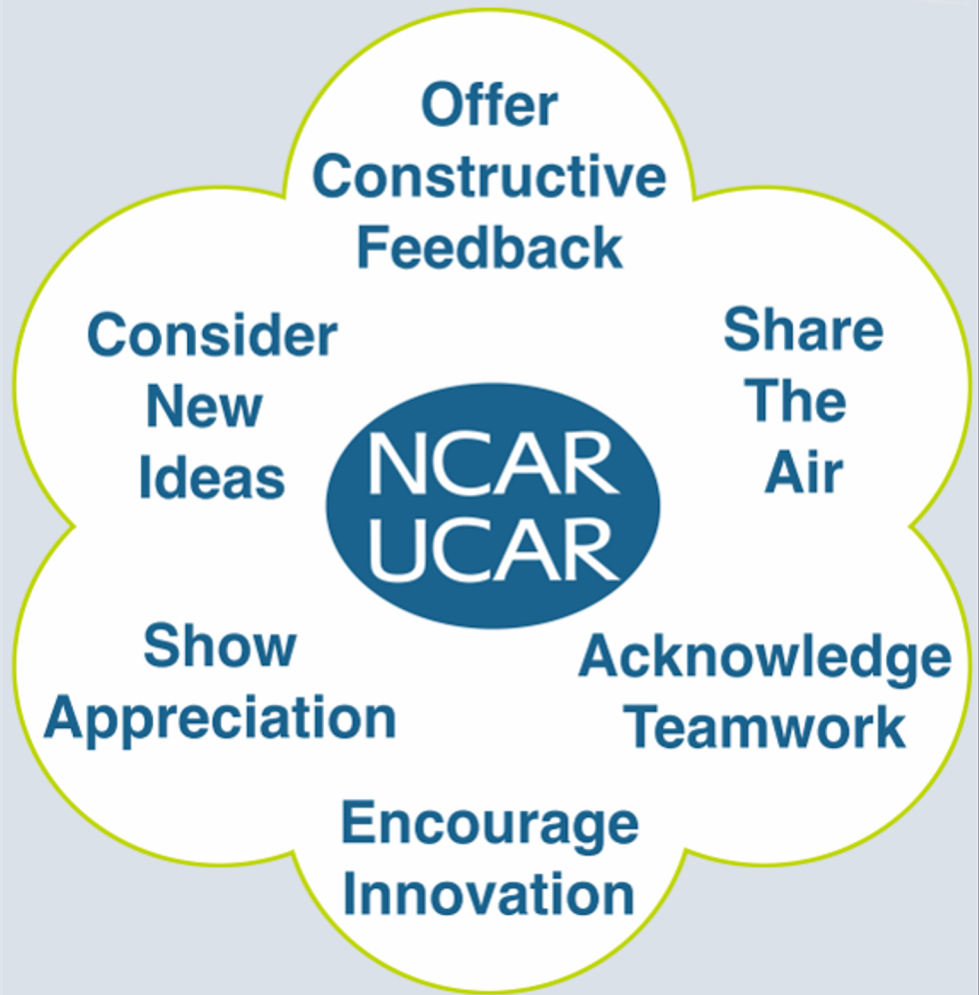 Offer
Constructive
Feedback
Consider
New
Ideas
Share
The
Air
NCAR
UCAR
Show
Appreciation
Acknowledge
Teamwork
Encourage
Innovation